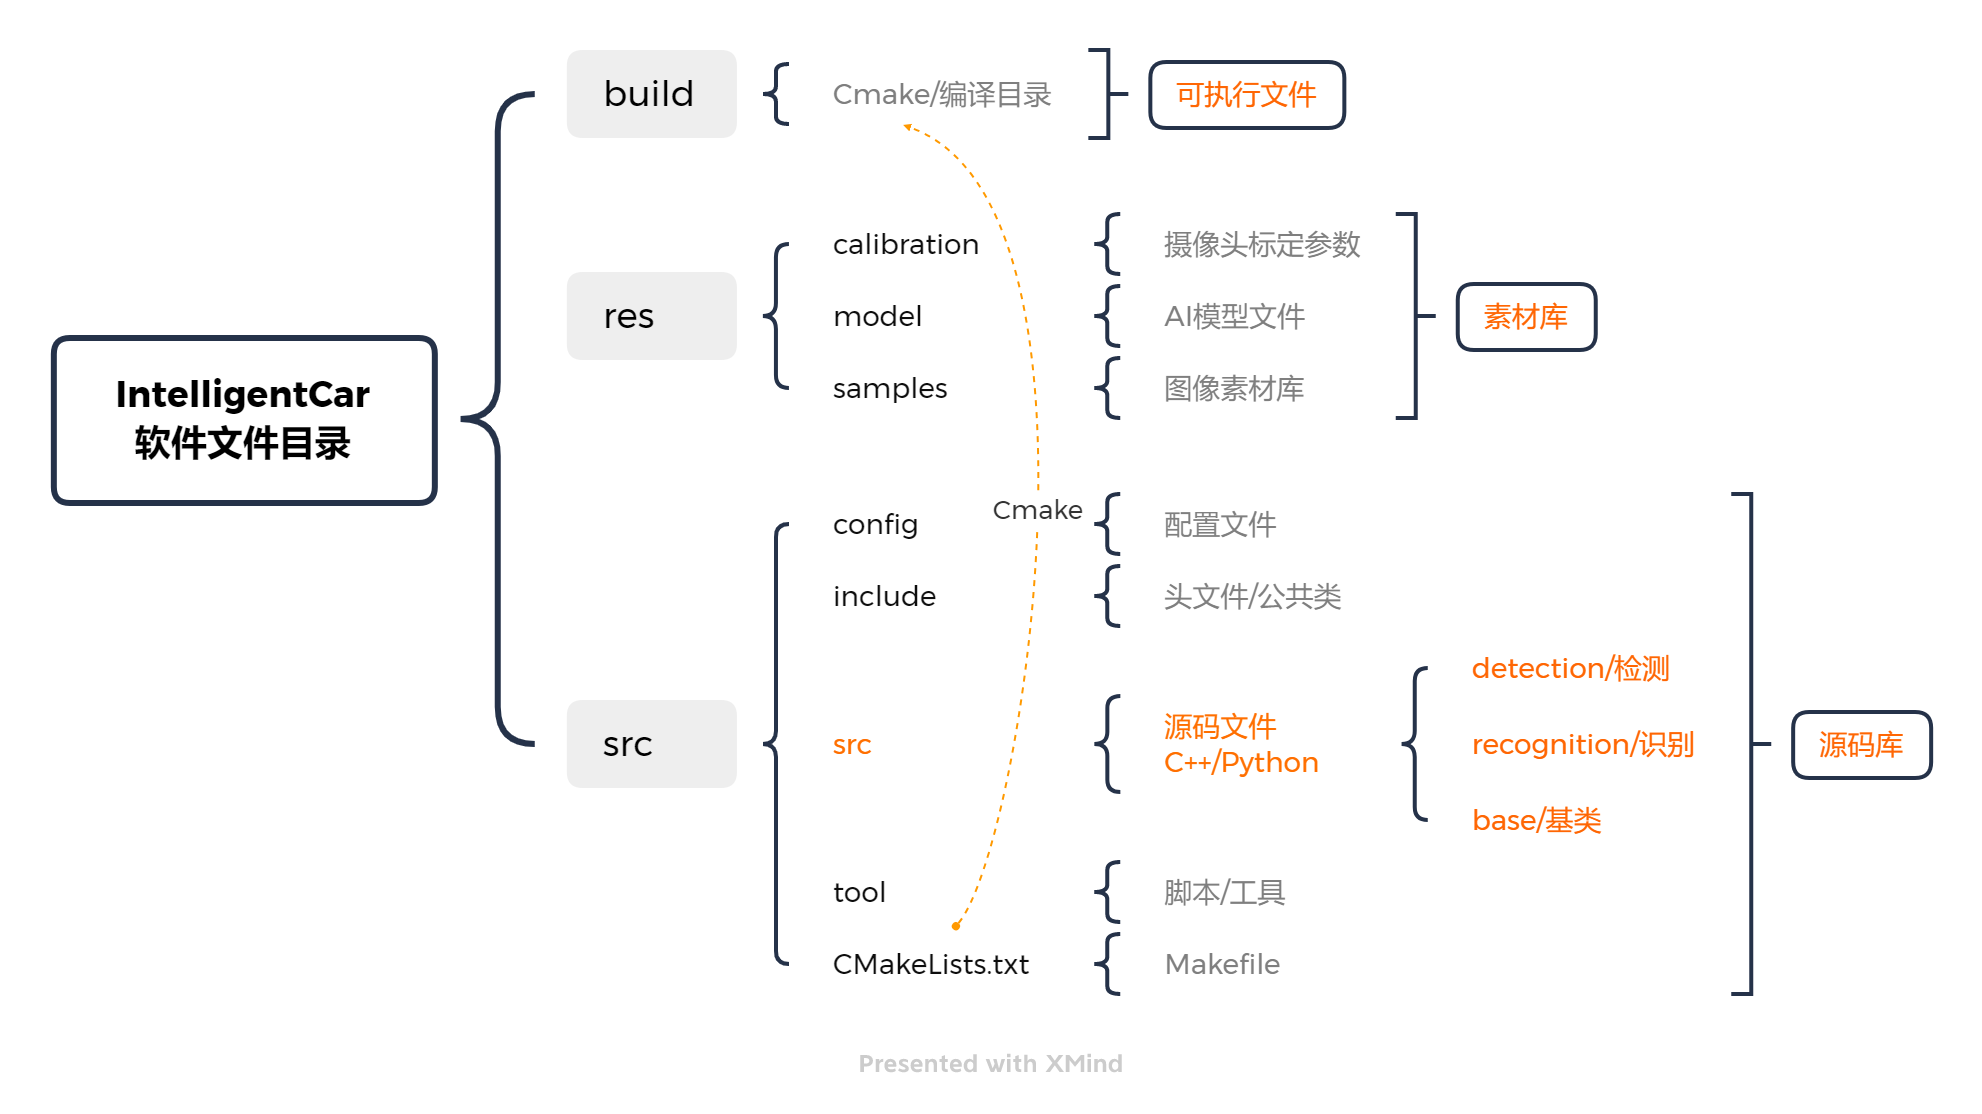 IntelligentCar
软件文件目录
build
Cmake/编译目录
可执行文件
res
calibration
摄像头标定参数
model
AI模型文件
samples
图像素材库
素材库
src
config
Cmake
配置文件
include
头文件/公共类
src
源码文件
C++/Python
detection/检测
recognition/识别
base/基类
tool
脚本/工具
CMakeLists.txt
Makefile
源码库
Presented with XMind